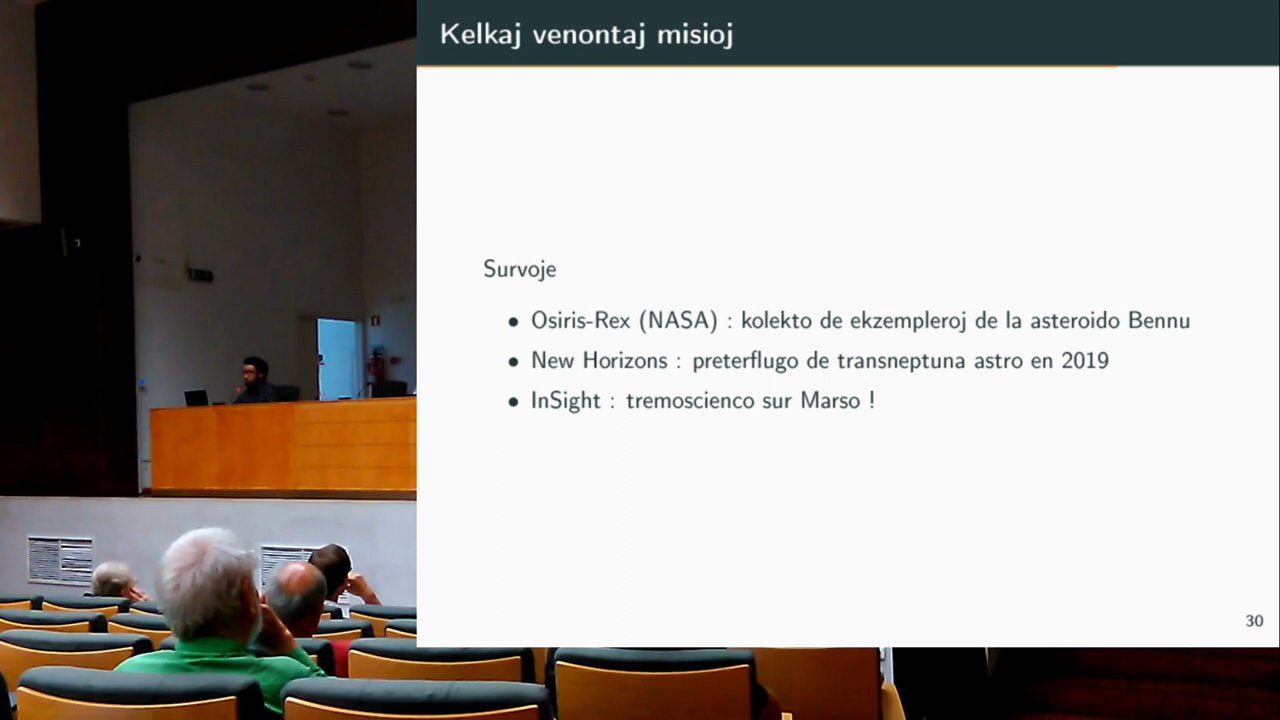 Kelkaj venontaj misioj
Survoje
• Osiris-Rex (NASA) : kolekto de ekzempleroj de la asteroido Bennu
• New Horizons : preterflugo de transneptuna astro en 2019
• InSight : tremoscienco sur Marso !
30